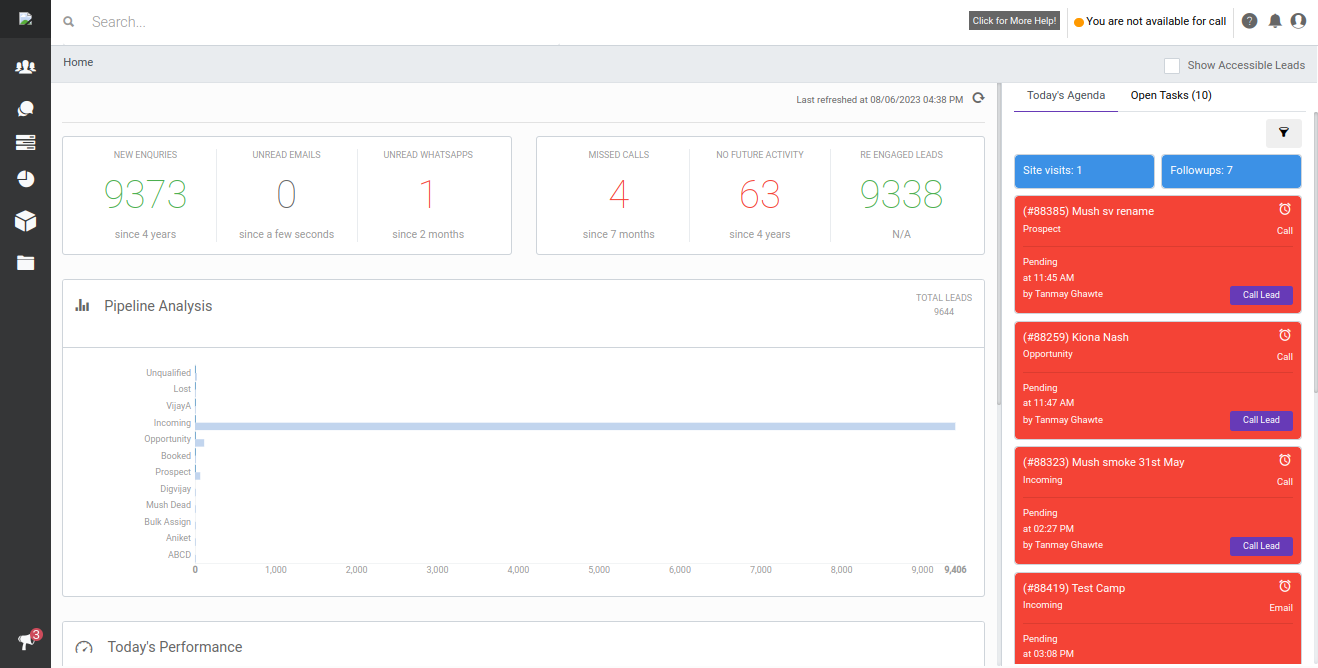 Search...
Click for More Help!
You are not available for call
?
Home
Show Accessible Leads
Last refreshed at 08/06/2023 04:38 PM
NEW ENQURIES
9373
since 4 years
UNREAD EMAILS
0
since a few seconds
UNREAD WHATSAPPS
1
since 2 months
MISSED CALLS
4
since 7 months
NO FUTURE ACTIVITY
63
since 4 years
RE ENGAGED LEADS
9338
N/A
Pipeline Analysis
TOTAL LEADS
9644
Unqualified
Lost
VijayA
Incoming
Opportunity
Booked
Prospect
Digvijay
Mush Dead
Bulk Assign
Aniket
ABCD
0 1,000 2,000 3,000 4,000 5,000 6,000 7,000 8,000 9,000 9,406
Today's Performance
3
Today's Agenda Open Tasks (10)
Site visits: 1 Followups: 7
(#88385) Mush sv rename
Prospect Call
Pending
at 11:45 AM
by Tanmay Ghawte Call Lead
(#88259) Kiona Nash
Opportunity Call
Pending
at 11:47 AM
by Tanmay Ghawte Call Lead
(#88323) Mush smoke 31st May
Incoming Call
Pending
at 02:27 PM
by Tanmay Ghawte Call Lead
(#88419) Test Camp
Incoming Email
Pending
at 03:08 PM